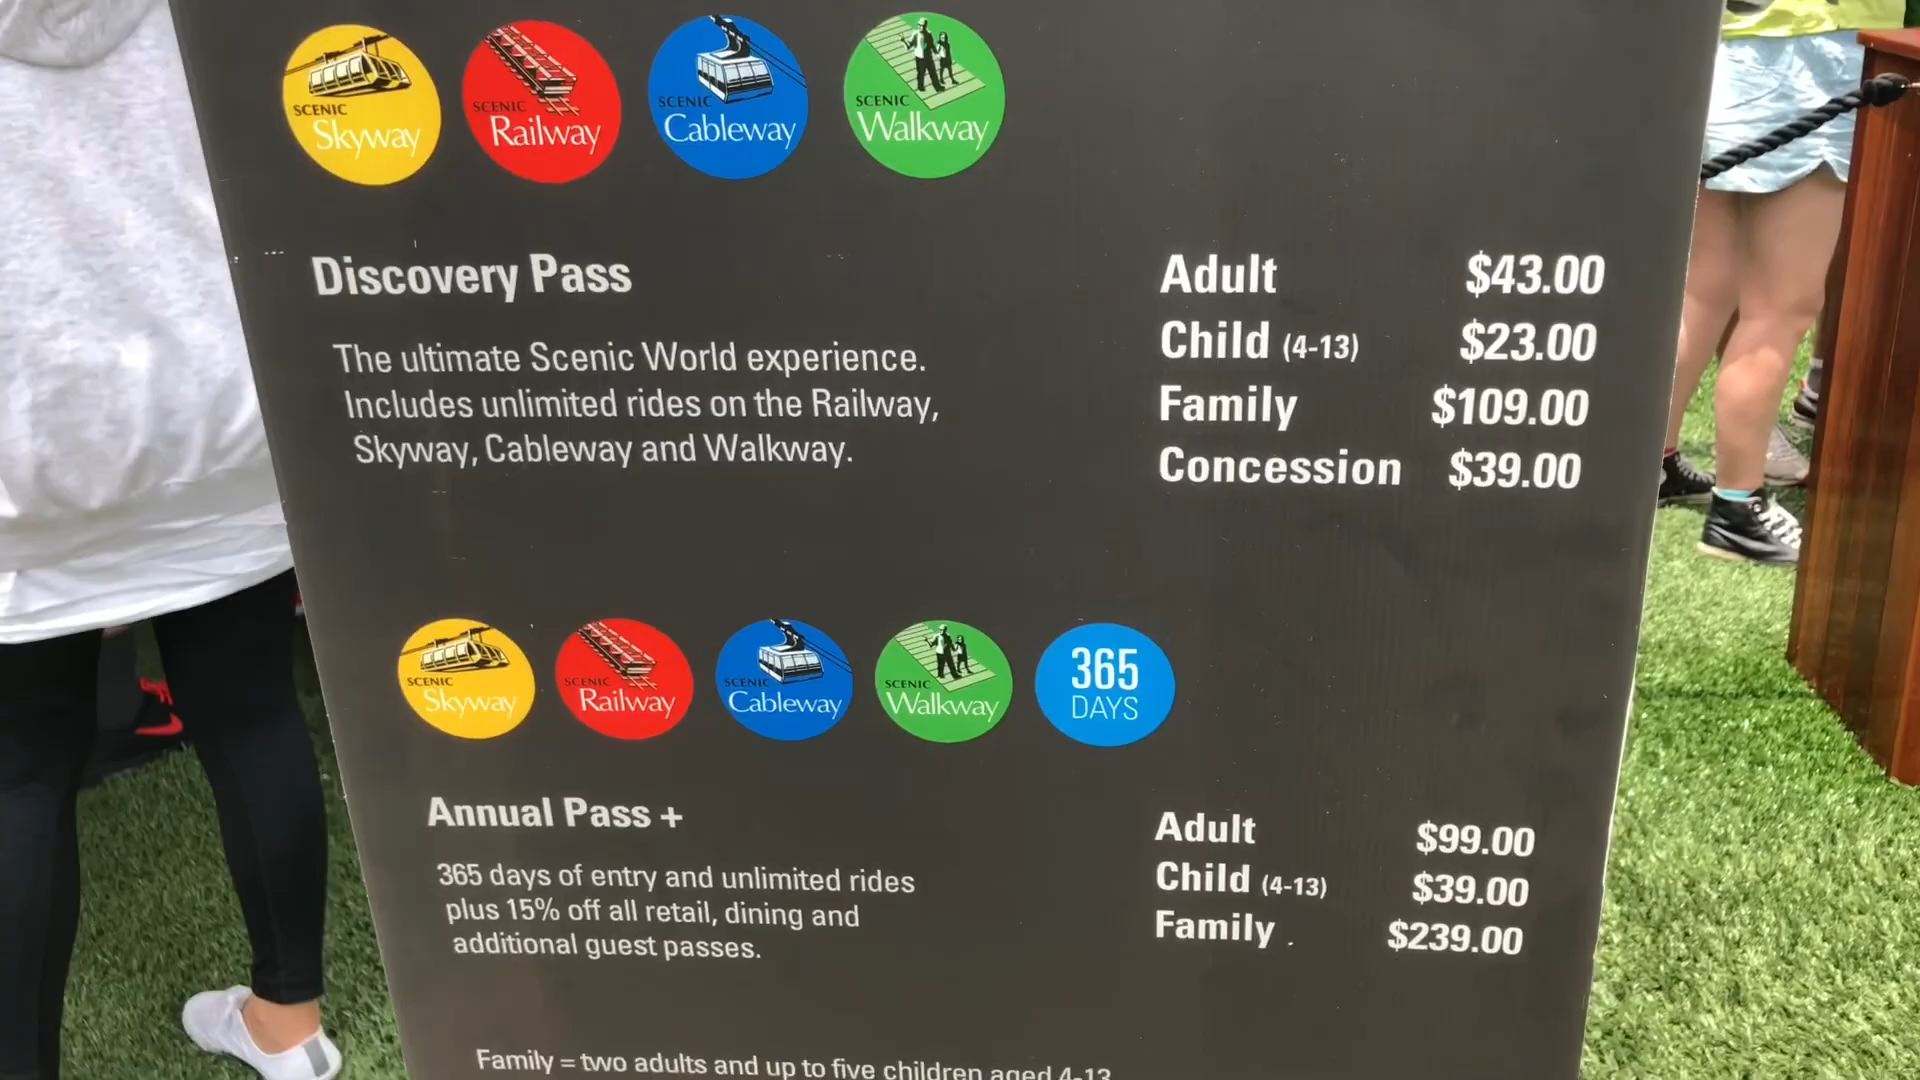 SCENIC Skyway SCENIC Railway SCENIC Cableway SCENIC Walkway
Discovery Pass
The ultimate Scenic World experience.
Includes unlimited rides on the Railway,
Skyway, Cableway and Walkway.
Adult $43.00
Child (4-13) $23.00
Family $109.00
Concession $39.00
SCENIC Skyway SCENIC Railway SCENIC Cableway SCENIC Walkway 365 DAYS
Annual Pass +
365 days of entry and unlimited rides
plus 15% off all retail, dining and
additional guest passes.
Adult $99.00
Child (4-13) $39.00
Family $239.00
Family = two adults and up to five children aged 4-13